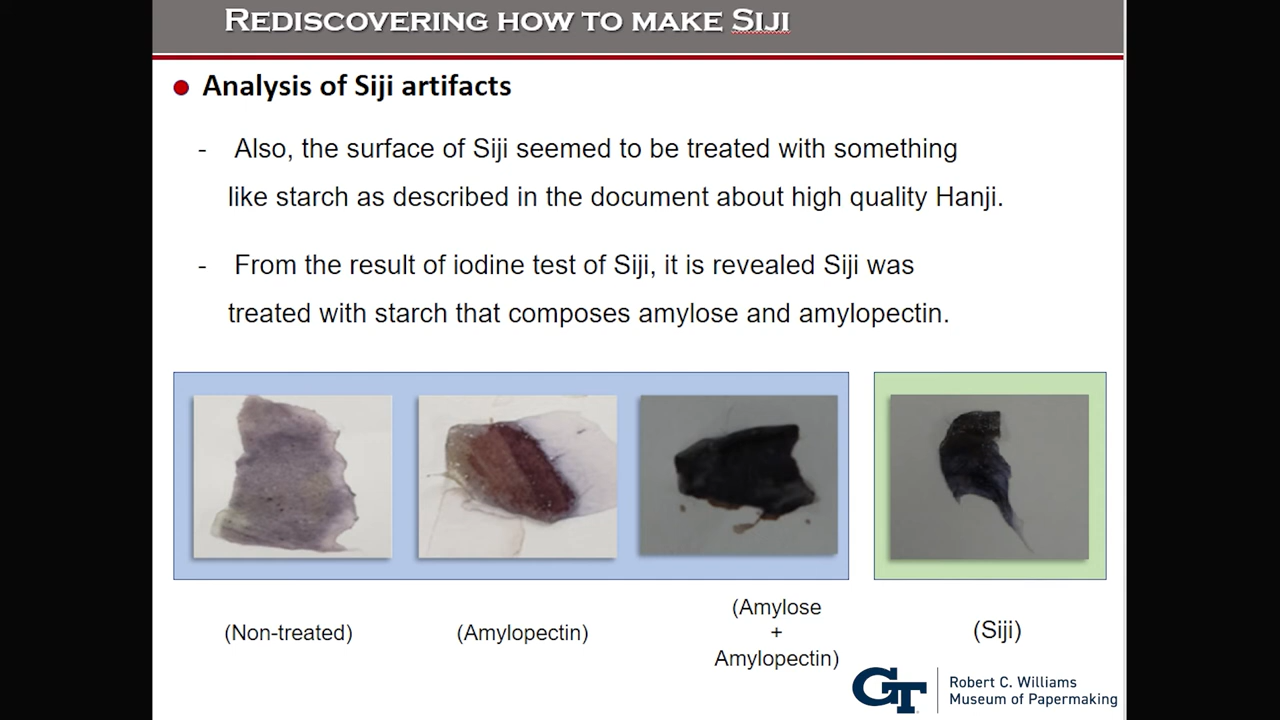 REDISCOVERING HOW TO MAKE SIJI
Analysis of Siji artifacts
- Also, the surface of Siji seemed to be treated with something
like starch as described in the document about high quality Hanji.
- From the result of iodine test of Siji, it is revealed Siji was
treated with starch that composes amylose and amylopectin.
(Non-treated)
(Amylopectin)
(Amylose
+
Amylopectin)
(Siji)
GT
Robert C. Williams
Museum of Papermaking